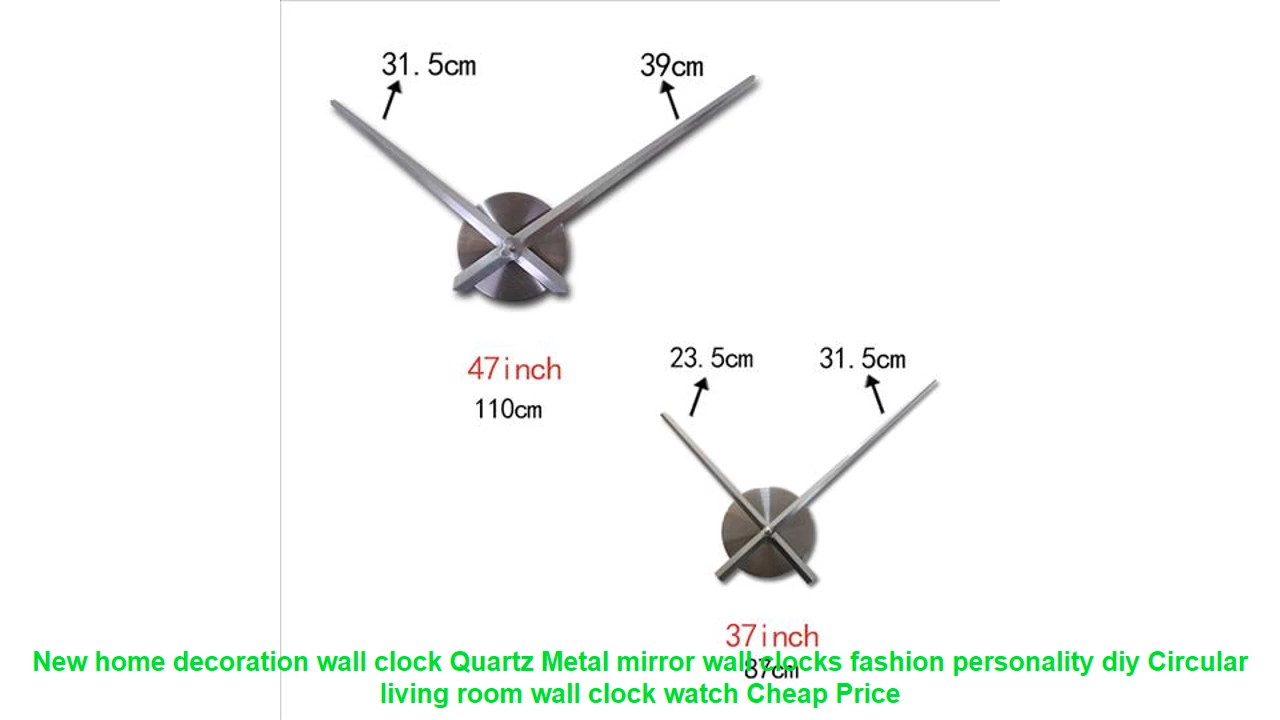 31.5cm
39cm
47inch
110cm
23.5cm
31.5cm
37inch
87cm
New home decoration wall clock Quartz Metal mirror wall clocks fashion personality diy Circular
living room wall clock watch Cheap Price